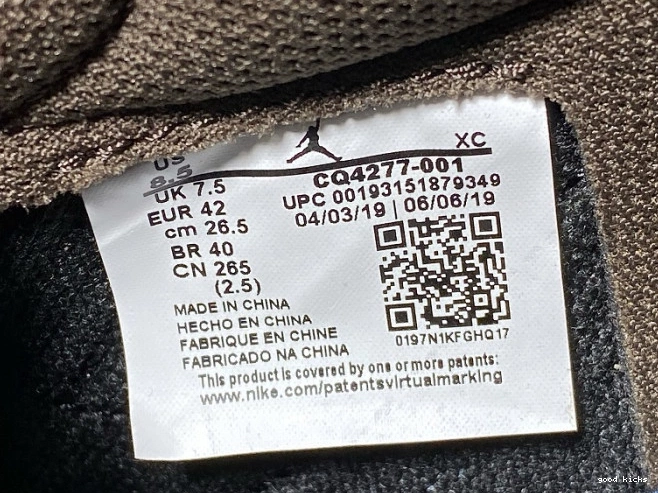 US
8.5
UK 7.5
EUR 42
cm 26.5
BR 40
CN 265
(2.5)
XC
CQ4277-001
UPC 00193151879349
04/03/19 | 06/06/19
0197N1KFGHQ17
MADE IN CHINA
HECHO EN CHINA
FABRIQUE EN CHINE
FABRICADO NA CHINA
This product is covered by one or more patents:
www.nike.com/patentsvirtualmarking
good kicks